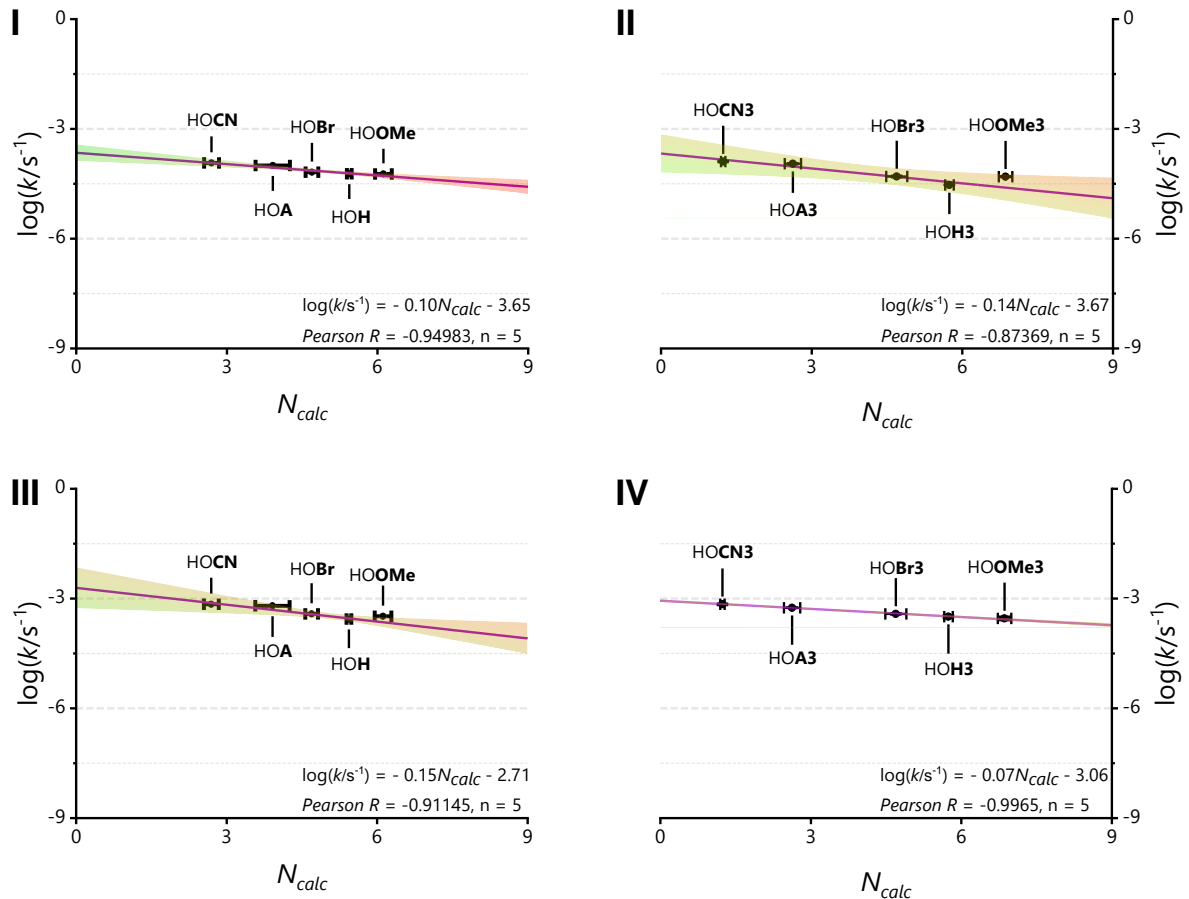 I
0
-3
-6
-9
log(k/s⁻¹)
HOCN
HOBr
HOOMe
HOA
HOH
log(k/s⁻¹) = - 0.10Ncalc - 3.65
Pearson R = -0.94983, n = 5
0
3
6
9
Ncalc
II
0
-3
-6
-9
log(k/s⁻¹)
HOCN3
HOBr3
HOOMe3
HOA3
HOH3
log(k/s⁻¹) = - 0.14Ncalc - 3.67
Pearson R = -0.87369, n = 5
0
3
6
9
Ncalc
III
0
-3
-6
-9
log(k/s⁻¹)
HOCN
HOBr
HOOMe
HOA
HOH
log(k/s⁻¹) = - 0.15Ncalc - 2.71
Pearson R = -0.91145, n = 5
0
3
6
9
Ncalc
IV
0
-3
-6
-9
log(k/s⁻¹)
HOCN3
HOBr3
HOOMe3
HOA3
HOH3
log(k/s⁻¹) = - 0.07Ncalc - 3.06
Pearson R = -0.9965, n = 5
0
3
6
9
Ncalc